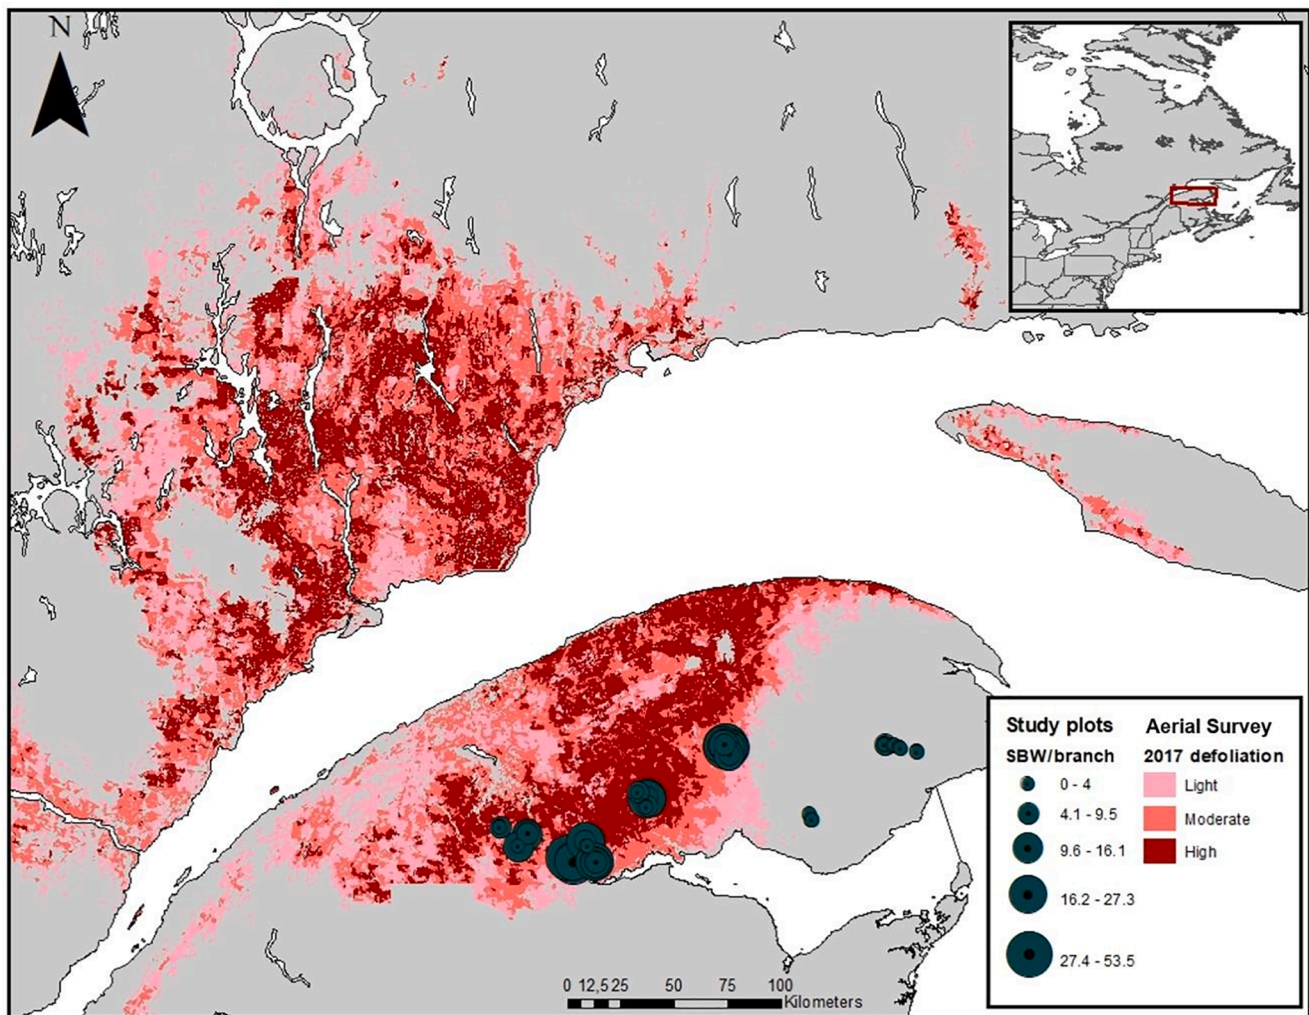 N
Study plots
SBW/branch
0 - 4
4.1 - 9.5
9.6 - 16.1
16.2 - 27.3
27.4 - 53.5
Aerial Survey
2017 defoliation
Light
Moderate
High
0 12,5 25 50 75 100
Kilometers